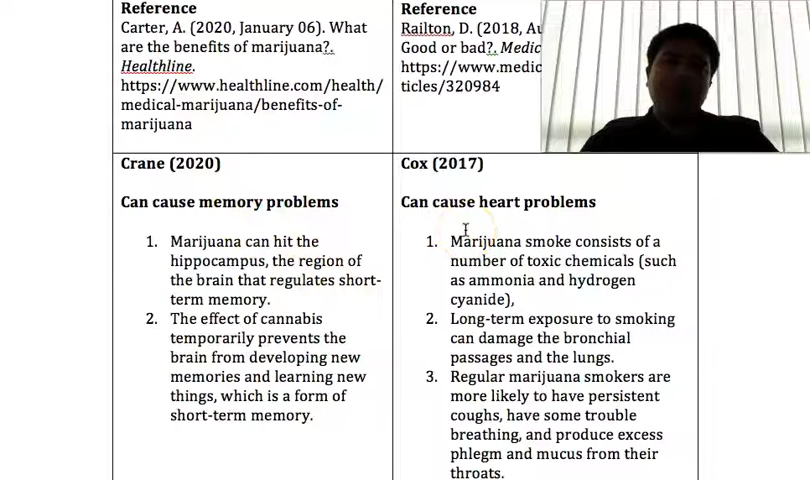 Reference
Carter, A. (2020, January 06). What
are the benefits of marijuana?.
Healthline.
https://www.healthline.com/health/
medical-marijuana/benefits-of-
marijuana
Reference
Railton, D. (2018,
Good or bad?.
https://www.medic
ticles/320984
Crane (2020)
Can cause memory problems
1. Marijuana can hit the
hippocampus, the region of
the brain that regulates short-
term memory.
2. The effect of cannabis
temporarily prevents the
brain from developing new
memories and learning new
things, which is a form of
short-term memory.
Cox (2017)
Can cause heart problems
1. Marijuana smoke consists of a
number of toxic chemicals (such
as ammonia and hydrogen
cyanide),
2. Long-term exposure to smoking
can damage the bronchial
passages and the lungs.
3. Regular marijuana smokers are
more likely to have persistent
coughs, have some trouble
breathing, and produce excess
phlegm and mucus from their
throats.